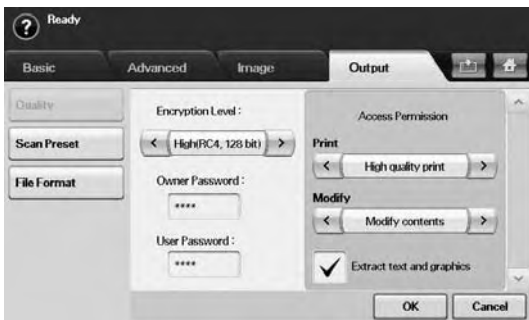 Ready
Basic
Advanced
Image
Output
Quality
Scan Preset
File Format
Encryption Level :
< High(RC4, 128 bit) >
Owner Password :
****
User Password :
****
Access Permission
Print
< High quality print >
Modify
< Modify contents >
Extract text and graphics
OK
Cancel